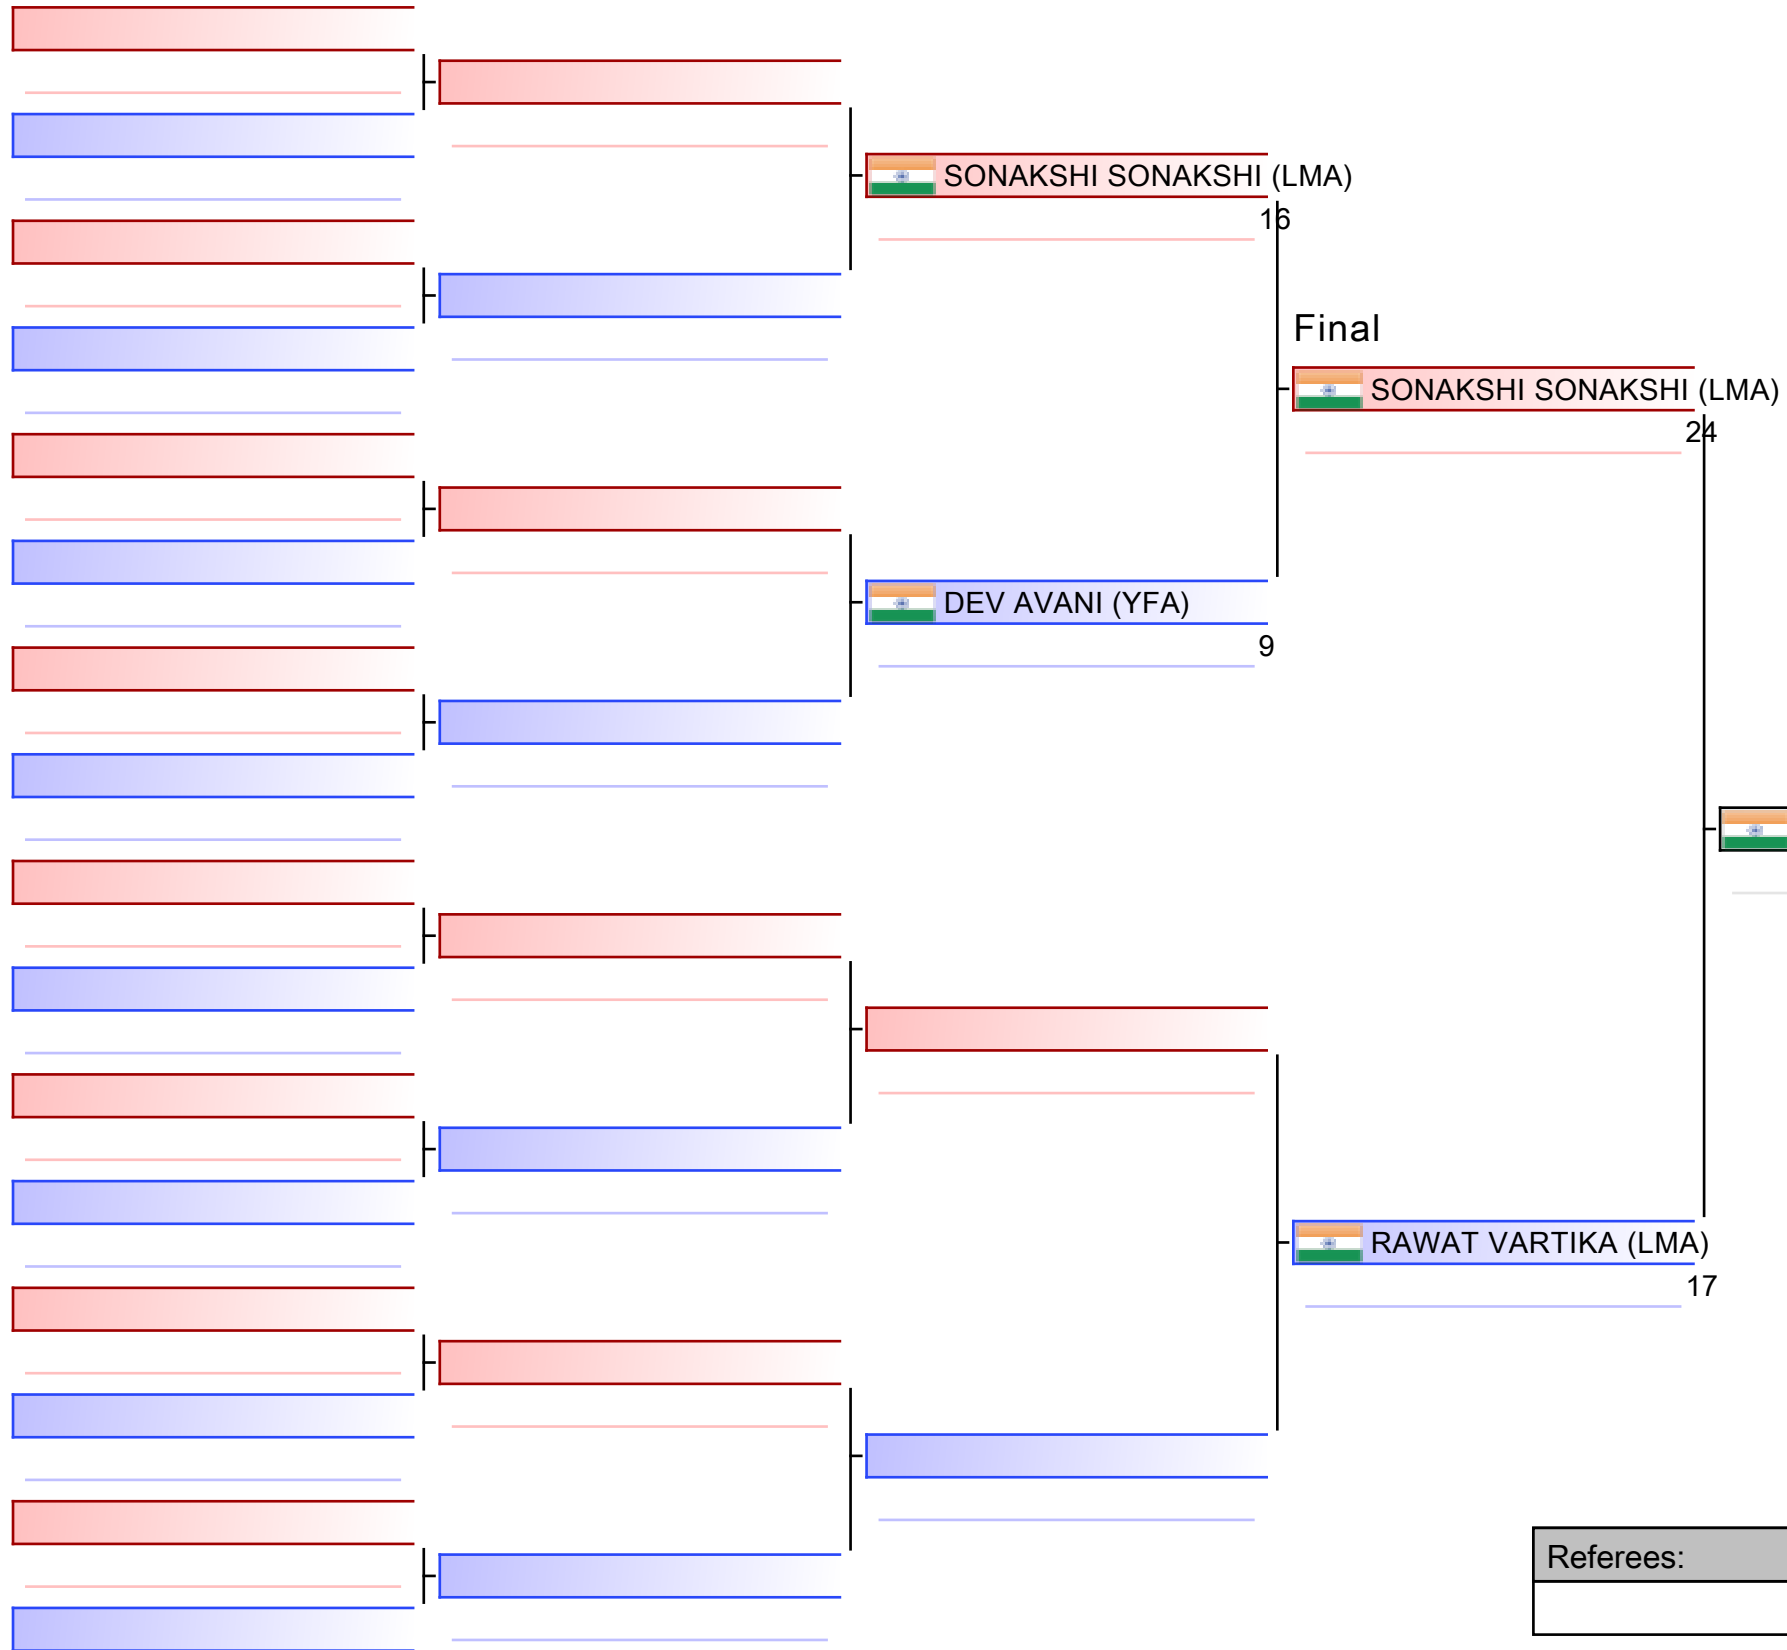 SONAKSHI SONAKSHI (LMA)
16
Final
SONAKSHI SONAKSHI (LMA)
24
DEV AVANI (YFA)
9
RAWAT VARTIKA (LMA)
17
Referees: